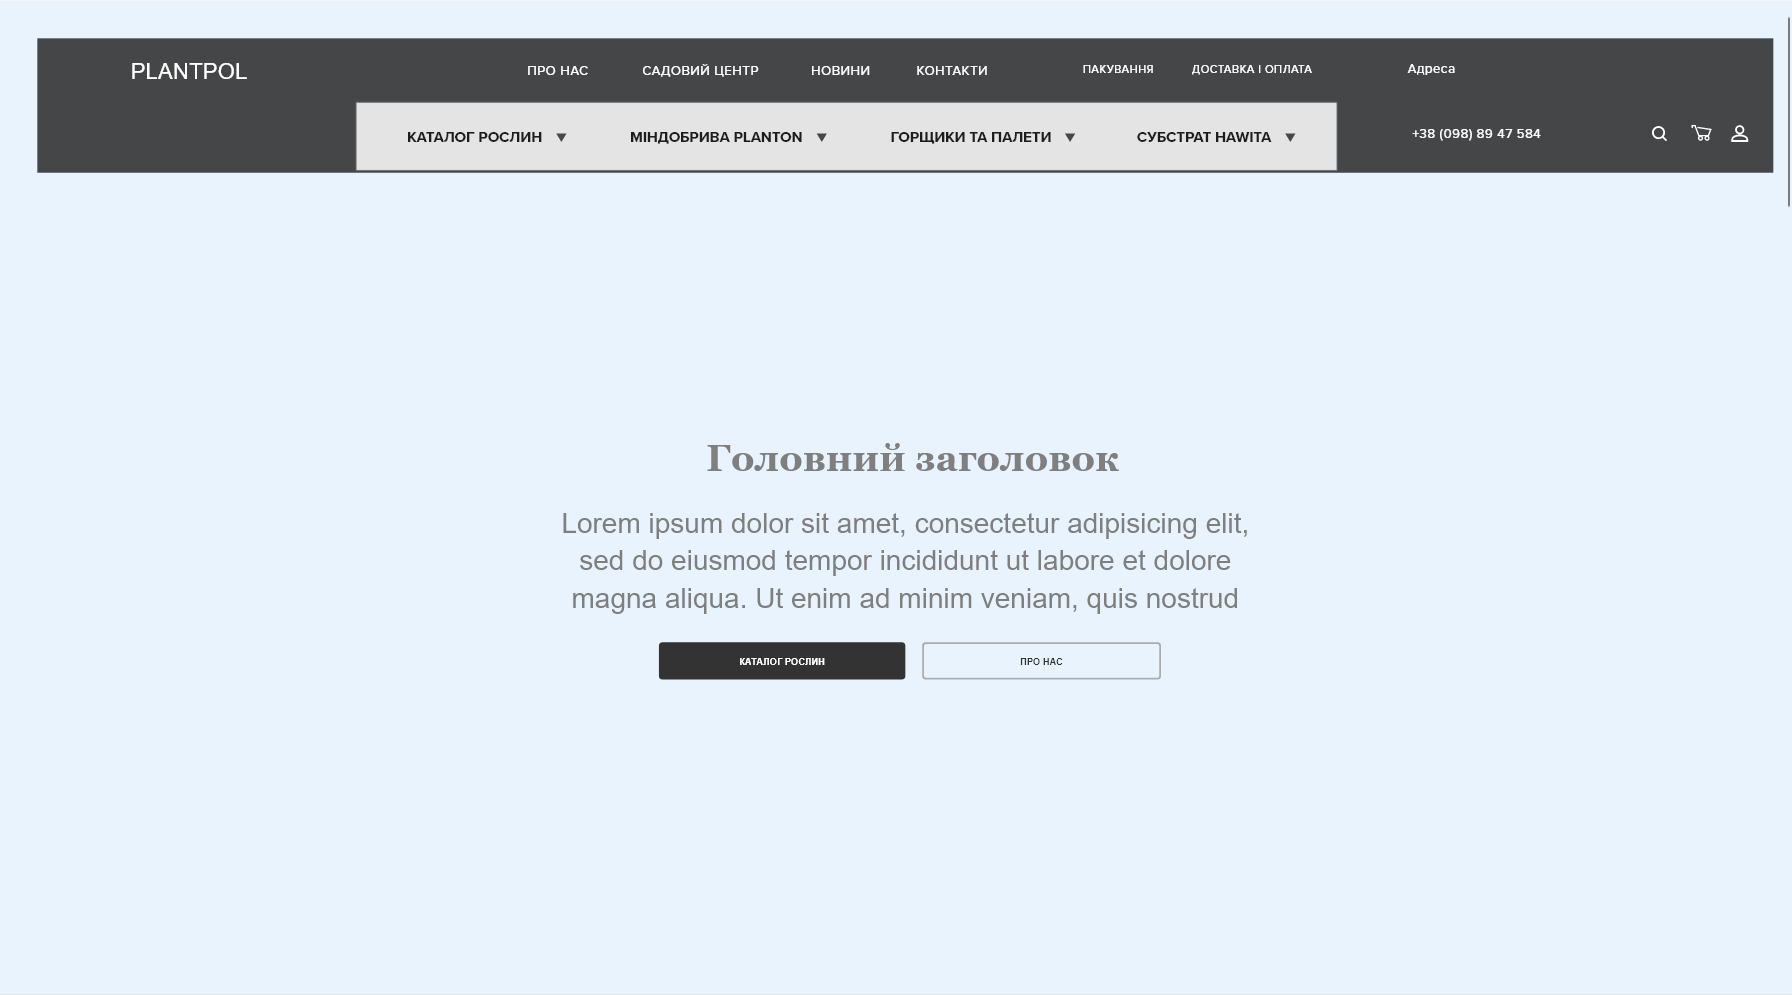 PLANTPOL
ПРО НАС
САДОВИЙ ЦЕНТР
НОВИНИ
КОНТАКТИ
ПАКУВАННЯ
ДОСТАВКА І ОПЛАТА
Адреса
КАТАЛОГ РОСЛИН
МІНДОБРИВА PLANTON
ГОРЩИКИ ТА ПАЛЕТИ
СУБСТРАТ HAWITA
+38 (098) 89 47 584
Головний заголовок
Lorem ipsum dolor sit amet, consectetur adipisicing elit,
sed do eiusmod tempor incididunt ut labore et dolore
magna aliqua. Ut enim ad minim veniam, quis nostrud
КАТАЛОГ РОСЛИН
ПРО НАС